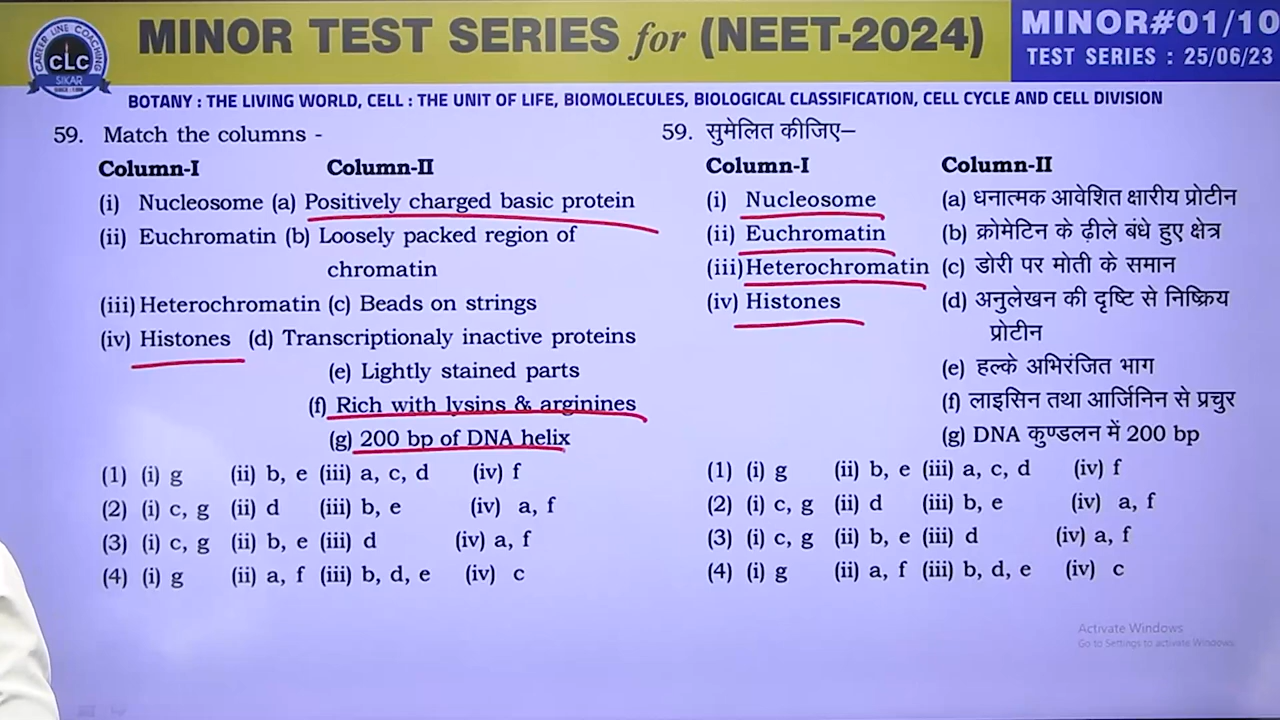 MINOR TEST SERIES for (NEET-2024)
MINOR#01/10
TEST SERIES : 25/06/23
CAREER LINE COACHING
CLC
SIKAR
BOTANY : THE LIVING WORLD, CELL : THE UNIT OF LIFE, BIOMOLECULES, BIOLOGICAL CLASSIFICATION, CELL CYCLE AND CELL DIVISION
59. Match the columns -
Column-I Column-II
(i) Nucleosome (a) Positively charged basic protein
(ii) Euchromatin (b) Loosely packed region of
chromatin
(iii) Heterochromatin (c) Beads on strings
(iv) Histones (d) Transcriptionaly inactive proteins
(e) Lightly stained parts
(f) Rich with lysins & arginines
(g) 200 bp of DNA helix
(1) (i) g (ii) b, e (iii) a, c, d (iv) f
(2) (i) c, g (ii) d (iii) b, e (iv) a, f
(3) (i) c, g (ii) b, e (iii) d (iv) a, f
(4) (i) g (ii) a, f (iii) b, d, e (iv) c
59. सुमेलित कीजिए–
Column-I Column-II
(i) Nucleosome (a) धनात्मक आवेशित क्षारीय प्रोटीन
(ii) Euchromatin (b) क्रोमेटिन के ढ़ीले बंधे हुए क्षेत्र
(iii) Heterochromatin (c) डोरी पर मोती के समान
(iv) Histones (d) अनुलेखन की दृष्टि से निष्क्रिय
प्रोटीन
(e) हल्के अभिरंजित भाग
(f) लाइसिन तथा आर्जिनिन से प्रचुर
(g) DNA कुण्डलन में 200 bp
(1) (i) g (ii) b, e (iii) a, c, d (iv) f
(2) (i) c, g (ii) d (iii) b, e (iv) a, f
(3) (i) c, g (ii) b, e (iii) d (iv) a, f
(4) (i) g (ii) a, f (iii) b, d, e (iv) c
Activate Windows
Go to Settings to activate Windows.